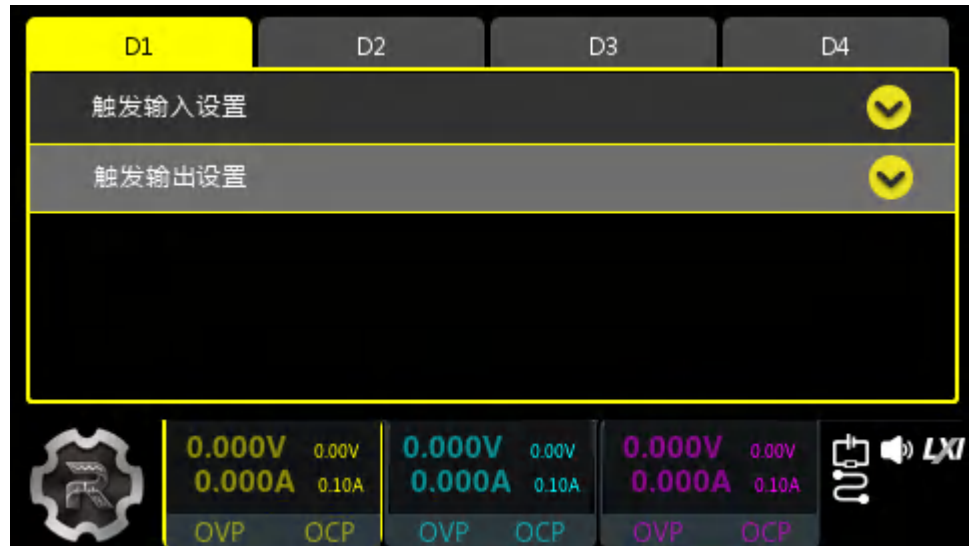 D1 D2 D3 D4
触发输入设置
触发输出设置
0.000V 0.00V 0.000V 0.00V 0.000V 0.00V
0.000A 0.10A 0.000A 0.10A 0.000A 0.10A
OVP OCP OVP OCP OVP OCP
R
LXI